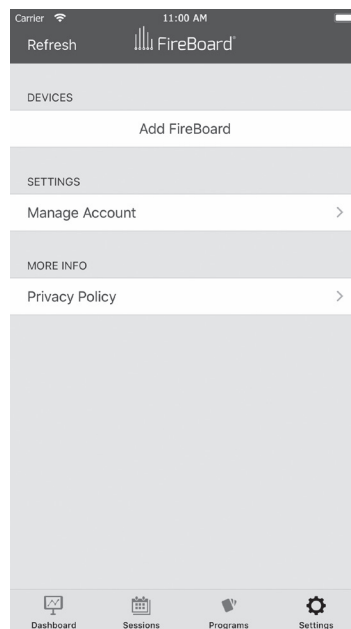 Carrier 11:00 AM
Refresh FireBoard®
DEVICES
Add FireBoard
SETTINGS
Manage Account
MORE INFO
Privacy Policy
Dashboard Sessions Programs Settings